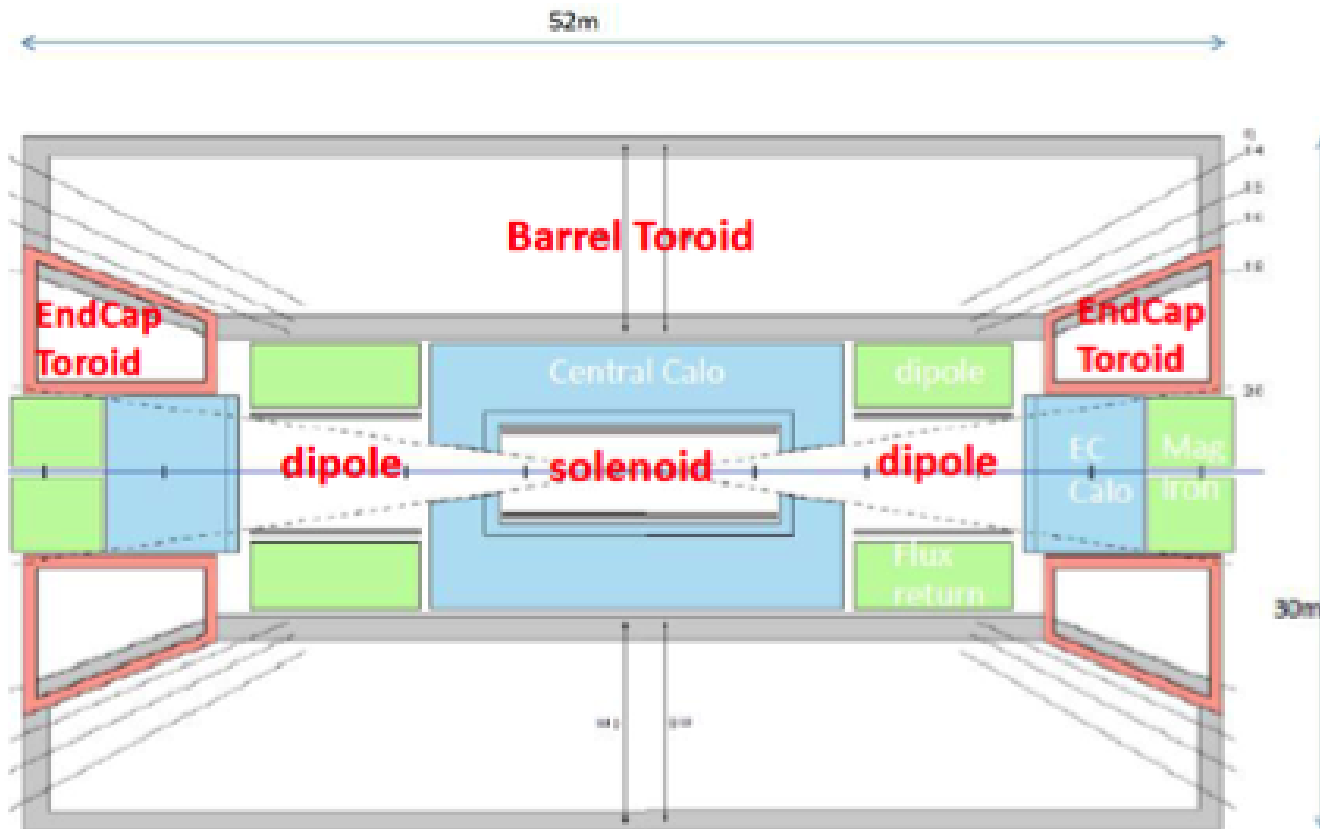 52m
Barrel Toroid
EndCap
Toroid
EndCap
Toroid
Central Calo
dipole
dipole
solenoid
dipole
EC
Calo
Mag
Iron
Flux
return
30m